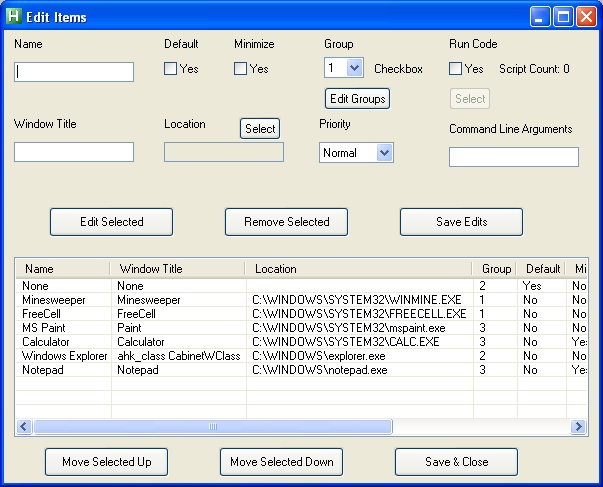 Edit Items
Name Default Minimize Group Run Code
Yes Yes 1 Checkbox Yes Script Count: 0
Edit Groups Select
Window Title Location Select Priority Command Line Arguments
Normal
Edit Selected Remove Selected Save Edits
Name Window Title Location Group Default Mi
None None 2 Yes No
Minesweeper Minesweeper C:\WINDOWS\SYSTEM32\WINMINE.EXE 1 No No
FreeCell FreeCell C:\WINDOWS\SYSTEM32\FREECELL.EXE 1 No No
MS Paint Paint C:\WINDOWS\SYSTEM32\mspaint.exe 3 No No
Calculator Calculator C:\WINDOWS\SYSTEM32\CALC.EXE 3 No Yes
Windows Explorer ahk_class CabinetWClass C:\WINDOWS\explorer.exe 2 No No
Notepad Notepad C:\WINDOWS\notepad.exe 3 No Yes
Move Selected Up Move Selected Down Save & Close